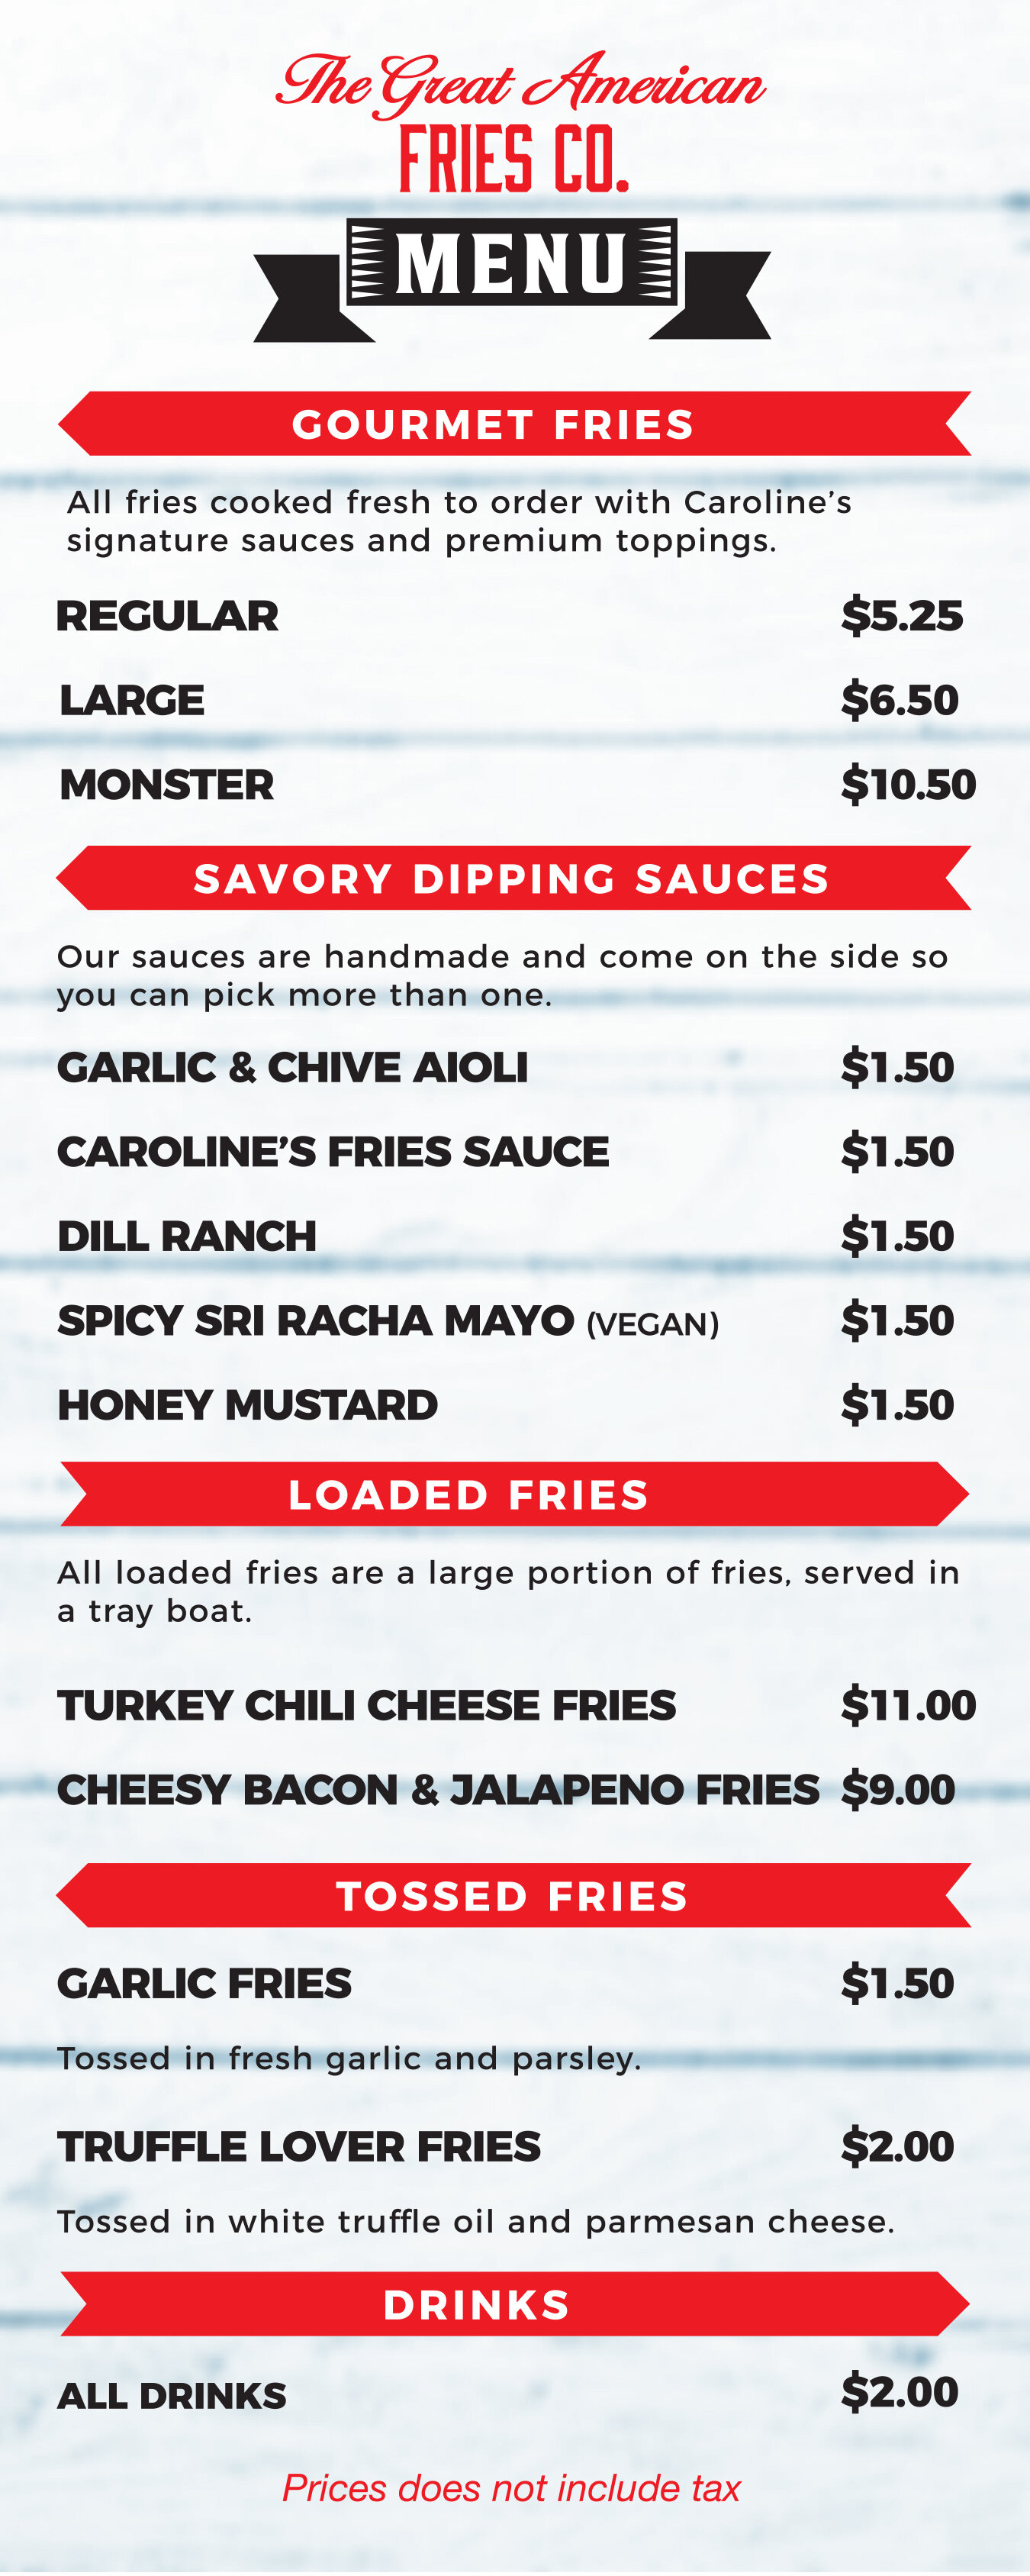 The Great American
FRIES CO.
MENU
GOURMET FRIES
All fries cooked fresh to order with Caroline’s
signature sauces and premium toppings.
REGULAR $5.25
LARGE $6.50
MONSTER $10.50
SAVORY DIPPING SAUCES
Our sauces are handmade and come on the side so
you can pick more than one.
GARLIC & CHIVE AIOLI $1.50
CAROLINE’S FRIES SAUCE $1.50
DILL RANCH $1.50
SPICY SRI RACHA MAYO (VEGAN) $1.50
HONEY MUSTARD $1.50
LOADED FRIES
All loaded fries are a large portion of fries, served in
a tray boat.
TURKEY CHILI CHEESE FRIES $11.00
CHEESY BACON & JALAPENO FRIES $9.00
TOSSED FRIES
GARLIC FRIES $1.50
Tossed in fresh garlic and parsley.
TRUFFLE LOVER FRIES $2.00
Tossed in white truffle oil and parmesan cheese.
DRINKS
ALL DRINKS $2.00
Prices does not include tax